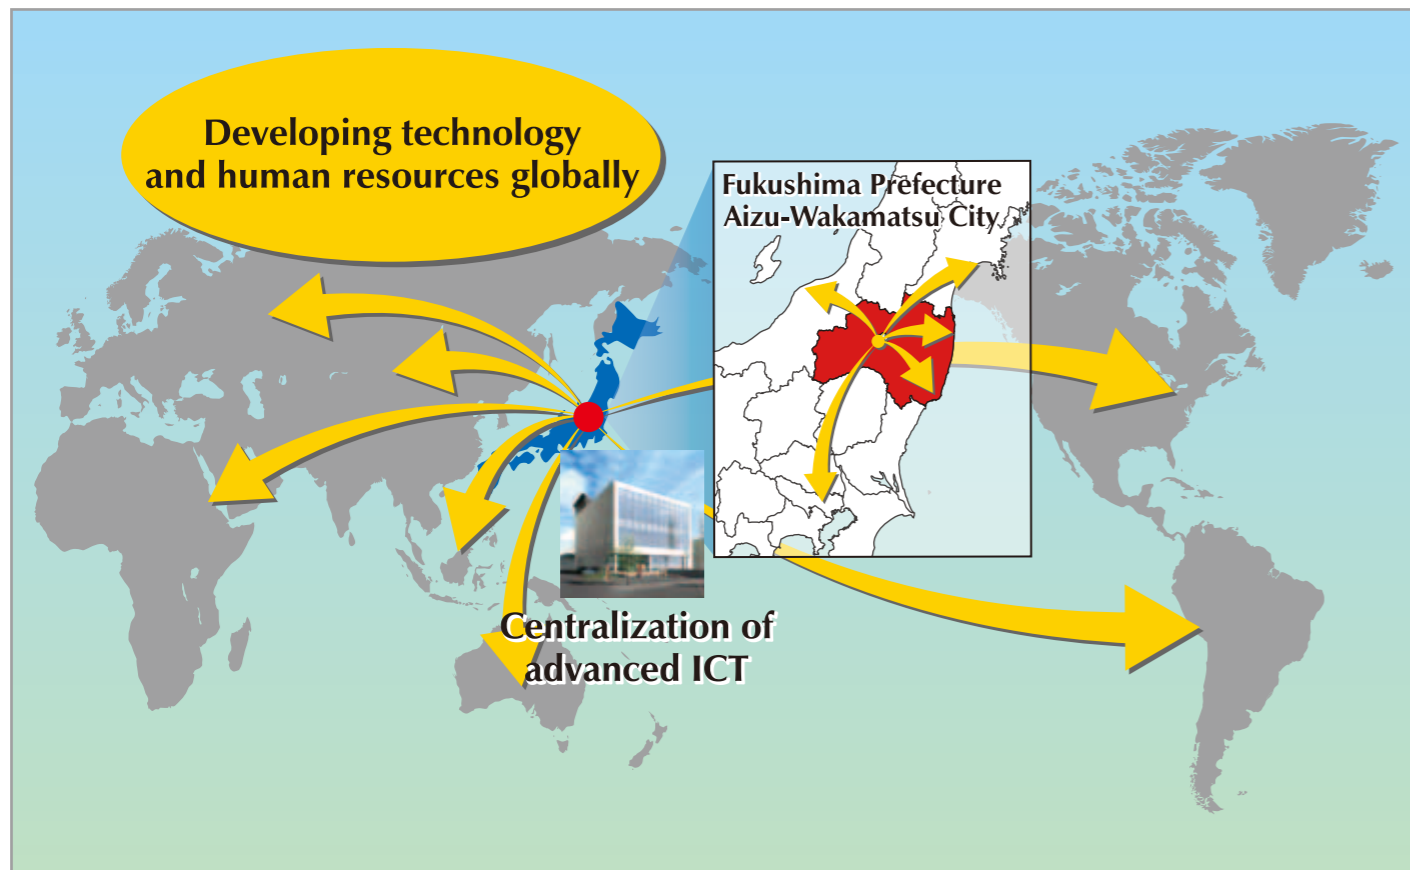 Developing technology
and human resources globally
Fukushima Prefecture
Aizu-Wakamatsu City
Centralization of
advanced ICT